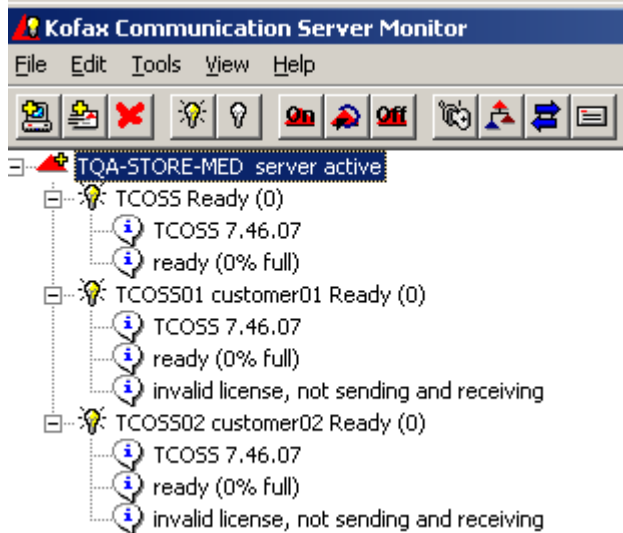 Kofax Communication Server Monitor
File Edit Tools View Help
On Off
TQA-STORE-MED server active
TCOSS Ready (0)
TCOSS 7.46.07
ready (0% full)
TCOSS01 customer01 Ready (0)
TCOSS 7.46.07
ready (0% full)
invalid license, not sending and receiving
TCOSS02 customer02 Ready (0)
TCOSS 7.46.07
ready (0% full)
invalid license, not sending and receiving